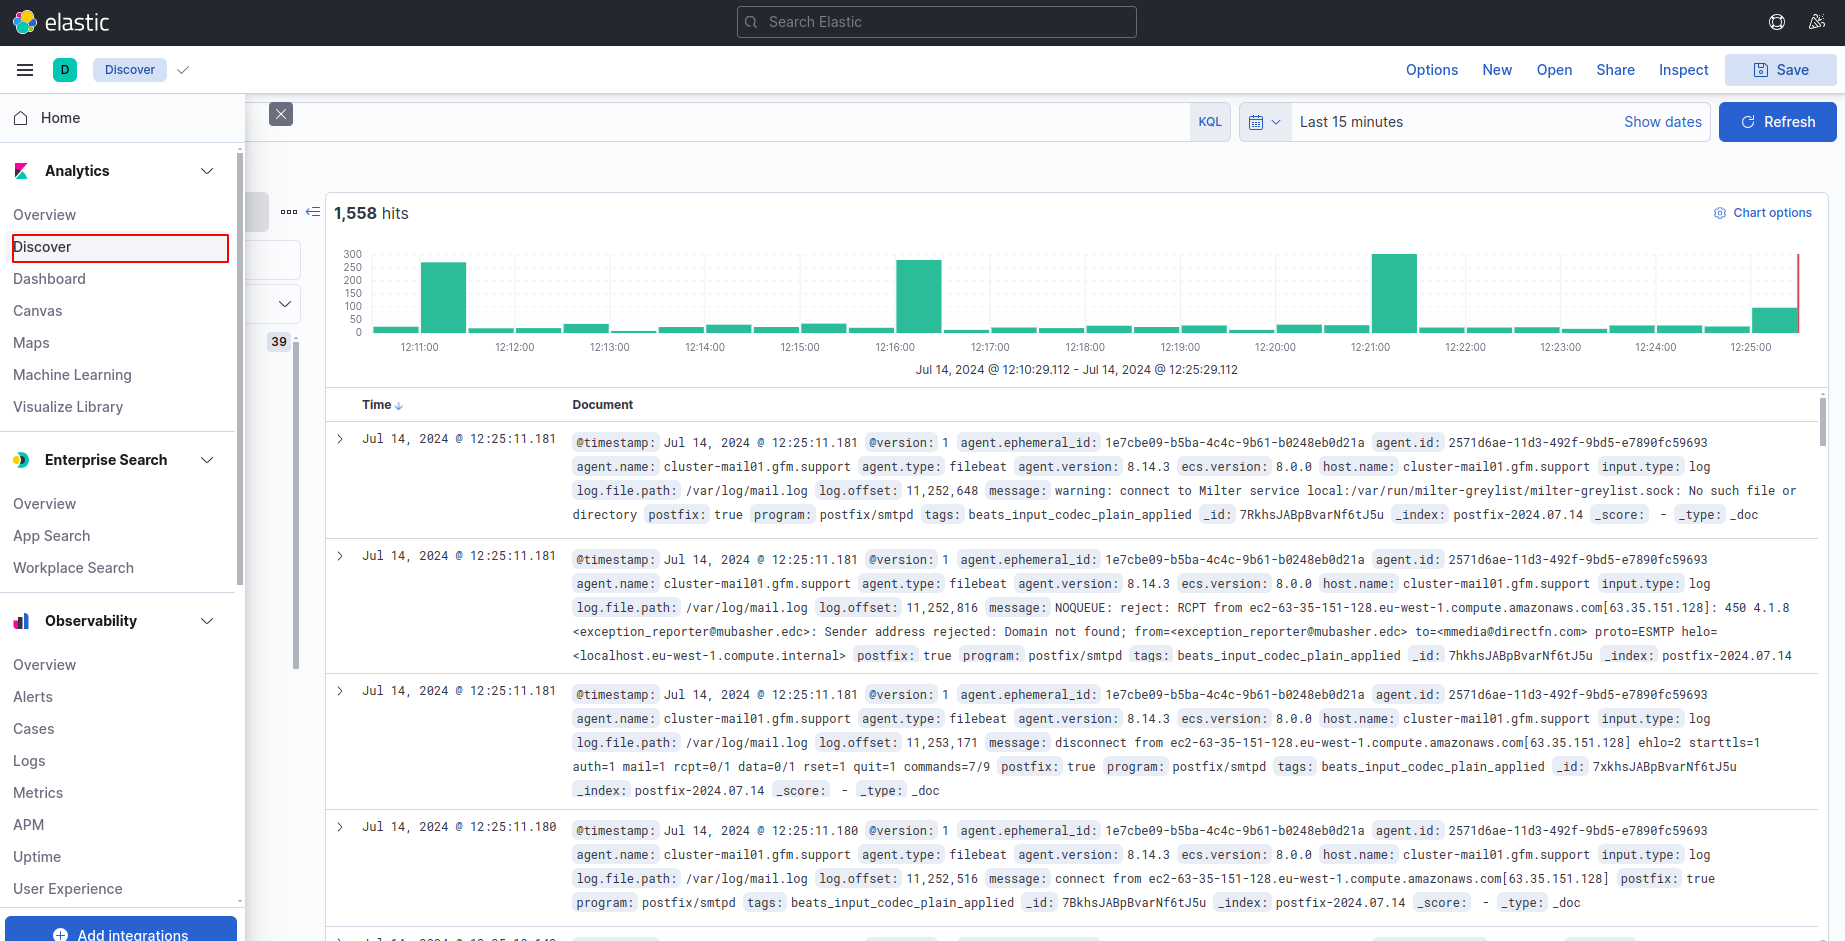 elastic
Search Elastic
D
Discover
Options
New
Open
Share
Inspect
Save
Home
KQL
Last 15 minutes
Show dates
Refresh
Analytics
Overview
Discover
Dashboard
Canvas
Maps
Machine Learning
Visualize Library
Enterprise Search
Overview
App Search
Workplace Search
Observability
Overview
Alerts
Cases
Logs
Metrics
APM
Uptime
User Experience
Add integrations
39
1,558 hits
Chart options
300
250
200
150
100
50
0
12:11:00 12:12:00 12:13:00 12:14:00 12:15:00 12:16:00 12:17:00 12:18:00 12:19:00 12:20:00 12:21:00 12:22:00 12:23:00 12:24:00 12:25:00
Jul 14, 2024 @ 12:10:29.112 - Jul 14, 2024 @ 12:25:29.112
Time Document
Jul 14, 2024 @ 12:25:11.181
@timestamp: Jul 14, 2024 @ 12:25:11.181 @version: 1 agent.ephemeral_id: 1e7cbe09-b5ba-4c4c-9b61-b0248eb0d21a agent.id: 2571d6ae-11d3-492f-9bd5-e7890fc59693
agent.name: cluster-mail01.gfm.support agent.type: filebeat agent.version: 8.14.3 ecs.version: 8.0.0 host.name: cluster-mail01.gfm.support input.type: log
log.file.path: /var/log/mail.log log.offset: 11,252,648 message: warning: connect to Milter service local:/var/run/milter-greylist/milter-greylist.sock: No such file or
directory postfix: true program: postfix/smtpd tags: beats_input_codec_plain_applied _id: 7RkhsJABpBvarNf6tJ5u _index: postfix-2024.07.14 _score: - _type: _doc
Jul 14, 2024 @ 12:25:11.181
@timestamp: Jul 14, 2024 @ 12:25:11.181 @version: 1 agent.ephemeral_id: 1e7cbe09-b5ba-4c4c-9b61-b0248eb0d21a agent.id: 2571d6ae-11d3-492f-9bd5-e7890fc59693
agent.name: cluster-mail01.gfm.support agent.type: filebeat agent.version: 8.14.3 ecs.version: 8.0.0 host.name: cluster-mail01.gfm.support input.type: log
log.file.path: /var/log/mail.log log.offset: 11,252,816 message: NOQUEUE: reject: RCPT from ec2-63-35-151-128.eu-west-1.compute.amazonaws.com[63.35.151.128]: 450 4.1.8
<exception_reporter@mubasher.edc>: Sender address rejected: Domain not found; from=<exception_reporter@mubasher.edc> to=<mmedia@directfn.com> proto=ESMTP helo=
<localhost.eu-west-1.compute.internal> postfix: true program: postfix/smtpd tags: beats_input_codec_plain_applied _id: 7hkhsJABpBvarNf6tJ5u _index: postfix-2024.07.14
Jul 14, 2024 @ 12:25:11.181
@timestamp: Jul 14, 2024 @ 12:25:11.181 @version: 1 agent.ephemeral_id: 1e7cbe09-b5ba-4c4c-9b61-b0248eb0d21a agent.id: 2571d6ae-11d3-492f-9bd5-e7890fc59693
agent.name: cluster-mail01.gfm.support agent.type: filebeat agent.version: 8.14.3 ecs.version: 8.0.0 host.name: cluster-mail01.gfm.support input.type: log
log.file.path: /var/log/mail.log log.offset: 11,253,171 message: disconnect from ec2-63-35-151-128.eu-west-1.compute.amazonaws.com[63.35.151.128] ehlo=2 starttls=1
auth=1 mail=1 rcpt=0/1 data=0/1 rset=1 quit=1 commands=7/9 postfix: true program: postfix/smtpd tags: beats_input_codec_plain_applied _id: 7xkhsJABpBvarNf6tJ5u
_index: postfix-2024.07.14 _score: - _type: _doc
Jul 14, 2024 @ 12:25:11.180
@timestamp: Jul 14, 2024 @ 12:25:11.180 @version: 1 agent.ephemeral_id: 1e7cbe09-b5ba-4c4c-9b61-b0248eb0d21a agent.id: 2571d6ae-11d3-492f-9bd5-e7890fc59693
agent.name: cluster-mail01.gfm.support agent.type: filebeat agent.version: 8.14.3 ecs.version: 8.0.0 host.name: cluster-mail01.gfm.support input.type: log
log.file.path: /var/log/mail.log log.offset: 11,252,516 message: connect from ec2-63-35-151-128.eu-west-1.compute.amazonaws.com[63.35.151.128] postfix: true
program: postfix/smtpd tags: beats_input_codec_plain_applied _id: 7BkhsJABpBvarNf6tJ5u _index: postfix-2024.07.14 _score: - _type: _doc